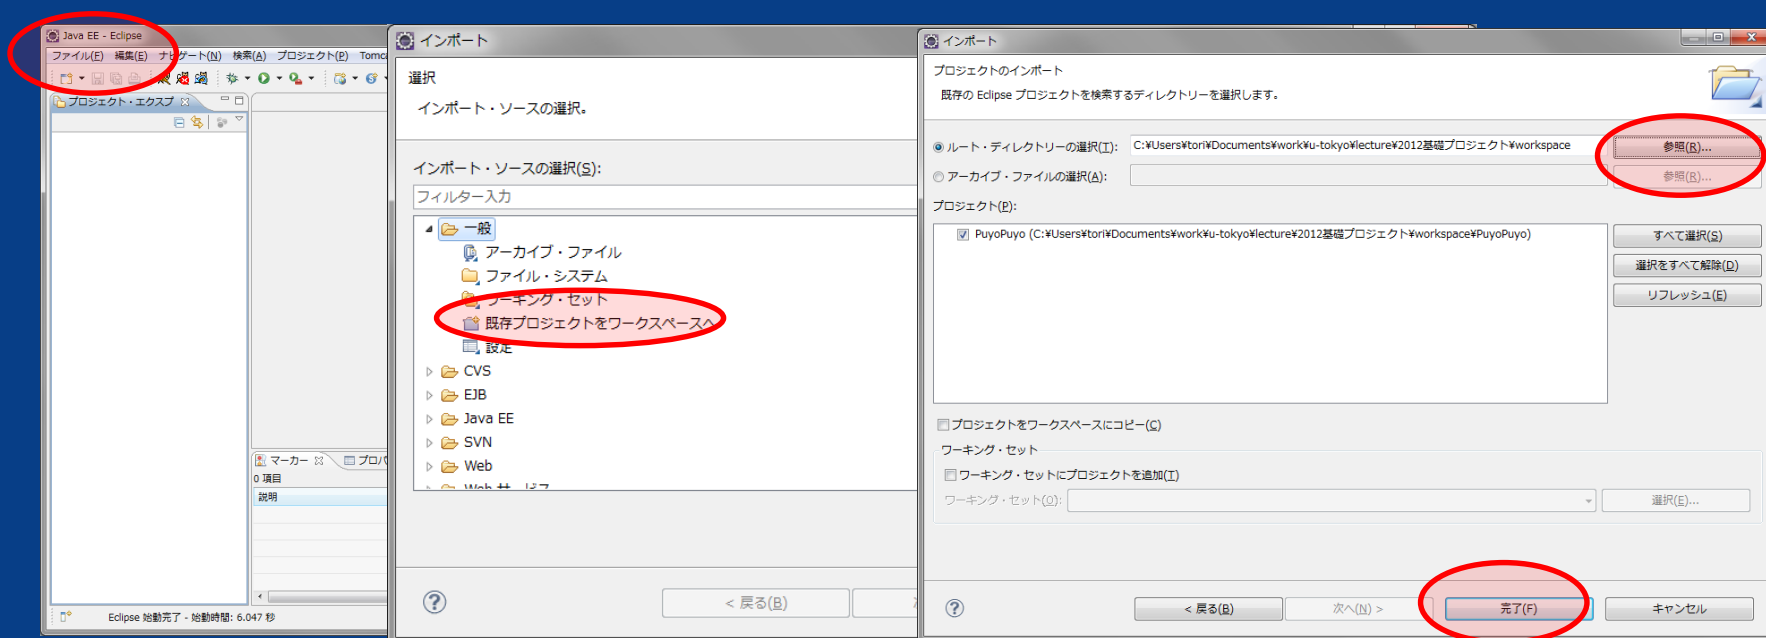 Java EE - Eclipse
ファイル(F) 編集(E) ナビゲート(N) 検索(A) プロジェクト(P)
プロジェクト・エクスプ
マーカー
0 項目
説明
Eclipse 始動完了 - 始動時間: 6.047 秒
インポート
選択
インポート・ソースの選択。
インポート・ソースの選択(S):
フィルター入力
一般
アーカイブ・ファイル
ファイル・システム
ワーキング・セット
既存プロジェクトをワークスペースへ
設定
CVS
EJB
Java EE
SVN
Web
Web サービス
< 戻る(B)
インポート
プロジェクトのインポート
既存の Eclipse プロジェクトを検索するディレクトリーを選択します。
ルート・ディレクトリーの選択(T): C:¥Users¥tori¥Documents¥work¥u-tokyo¥lecture¥2012基礎プロジェクト¥workspace 参照(R)...
アーカイブ・ファイルの選択(A): 参照(R)...
プロジェクト(P):
PuyoPuyo (C:¥Users¥tori¥Documents¥work¥u-tokyo¥lecture¥2012基礎プロジェクト¥workspace¥PuyoPuyo)
すべて選択(S)
選択をすべて解除(D)
リフレッシュ(E)
プロジェクトをワークスペースにコピー(C)
ワーキング・セット
ワーキング・セットにプロジェクトを追加(T)
ワーキング・セット(O): 選択(E)...
< 戻る(B) 次へ(N) > 完了(F) キャンセル